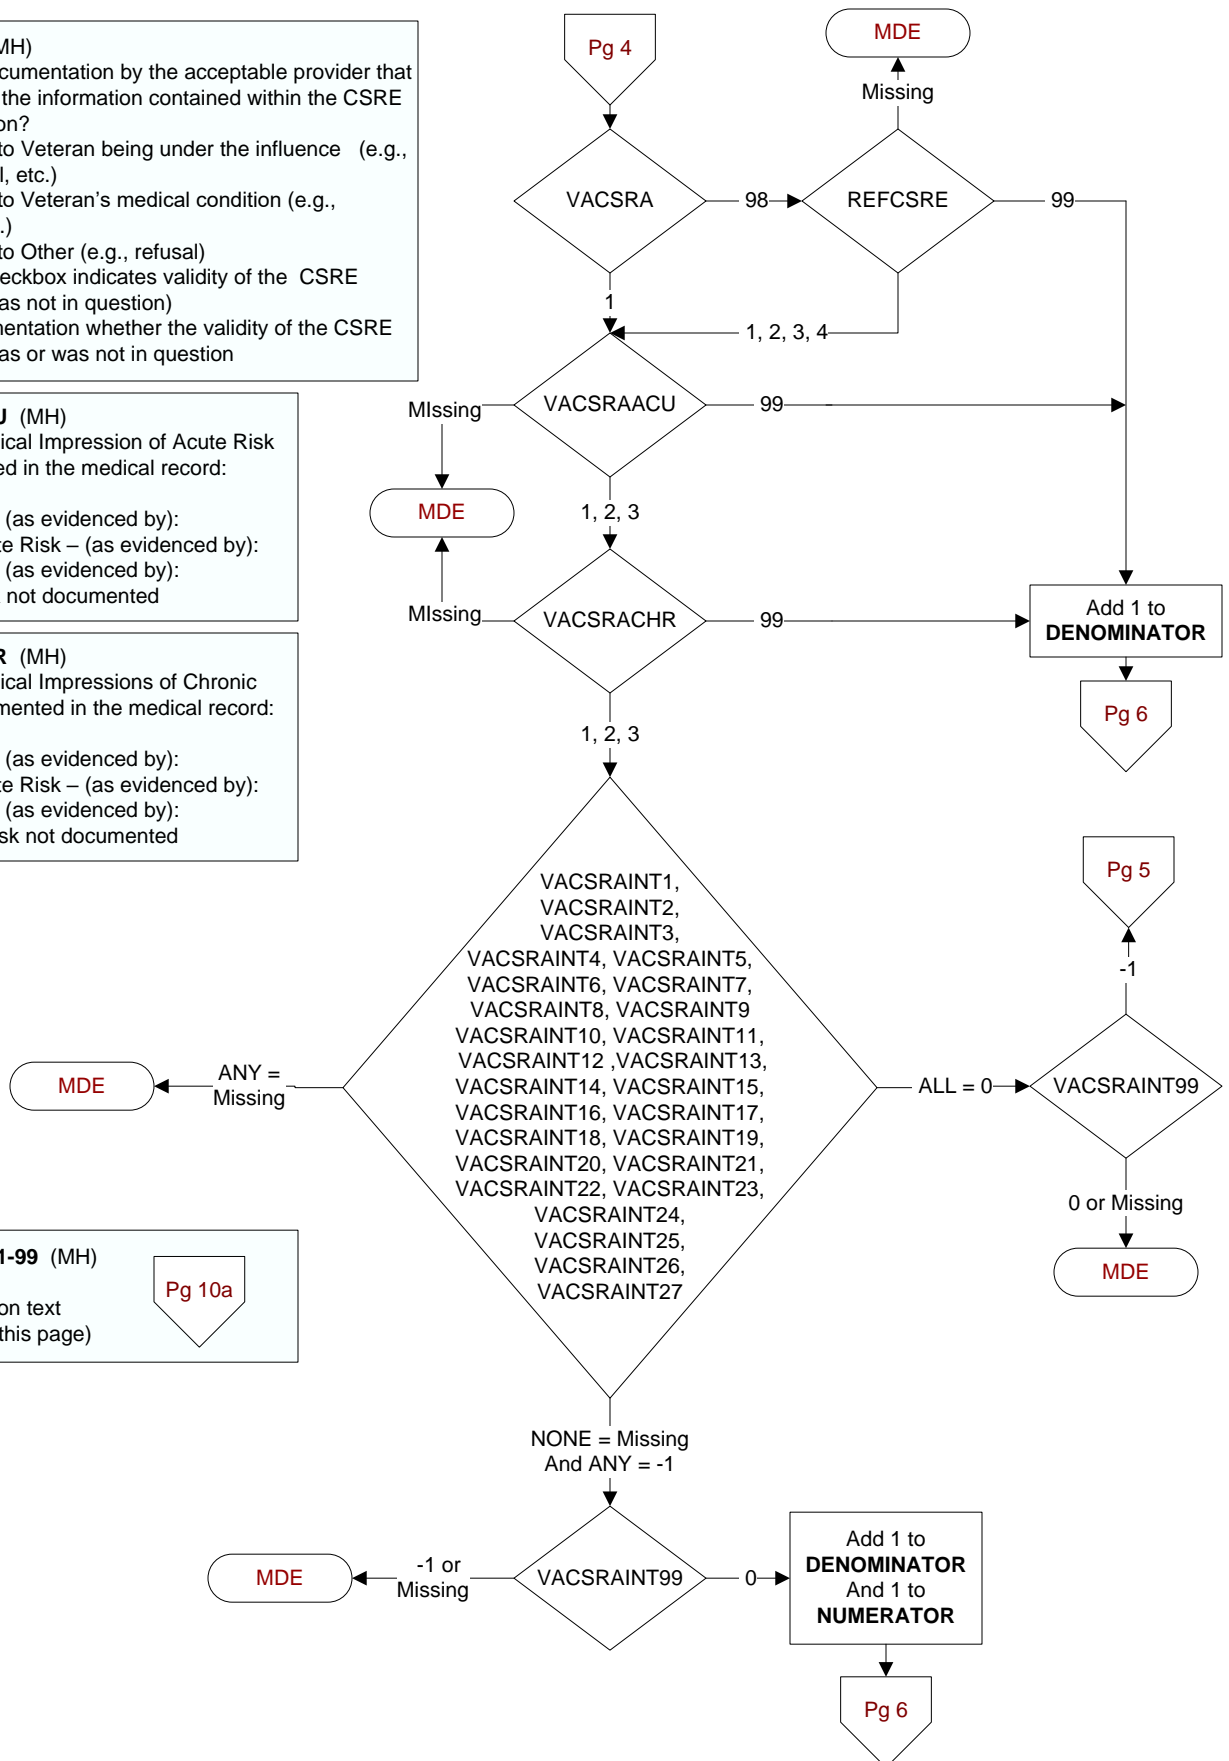 Pg 4
MDE
Missing
MH)
cumentation by the acceptable provider that
the information contained within the CSRE
on?
to Veteran being under the influence (e.g.,
l, etc.)
to Veteran's medical condition (e.g.,
.)
to Other (e.g., refusal)
eckbox indicates validity of the CSRE
as not in question)
mentation whether the validity of the CSRE
as or was not in question
VACSRA
98
REFCSRE
99
1
1, 2, 3, 4
U (MH)
ical Impression of Acute Risk
ed in the medical record:
(as evidenced by):
te Risk – (as evidenced by):
(as evidenced by):
not documented
MIssing
VACSRAACU
99
MDE
1, 2, 3
MIssing
VACSRACHR
99
Add 1 to
DENOMINATOR
Pg 6
R (MH)
ical Impressions of Chronic
mented in the medical record:
(as evidenced by):
te Risk – (as evidenced by):
(as evidenced by):
sk not documented
1, 2, 3
VACSRAINT1,
VACSRAINT2,
VACSRAINT3,
VACSRAINT4, VACSRAINT5,
VACSRAINT6, VACSRAINT7,
VACSRAINT8, VACSRAINT9
VACSRAINT10, VACSRAINT11,
VACSRAINT12 ,VACSRAINT13,
VACSRAINT14, VACSRAINT15,
VACSRAINT16, VACSRAINT17,
VACSRAINT18, VACSRAINT19,
VACSRAINT20, VACSRAINT21,
VACSRAINT22, VACSRAINT23,
VACSRAINT24,
VACSRAINT25,
VACSRAINT26,
VACSRAINT27
MDE
ANY =
Missing
ALL = 0
VACSRAINT99
-1
Pg 5
0 or Missing
MDE
1-99 (MH)
on text
this page)
Pg 10a
NONE = Missing
And ANY = -1
MDE
-1 or
Missing
VACSRAINT99
0
Add 1 to
DENOMINATOR
And 1 to
NUMERATOR
Pg 6